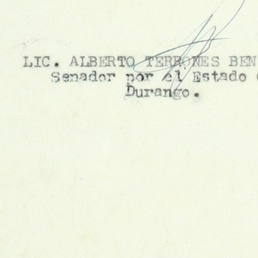 LIC. ALBERTO TERRONES BEN
Senador por el Estado
Durango.